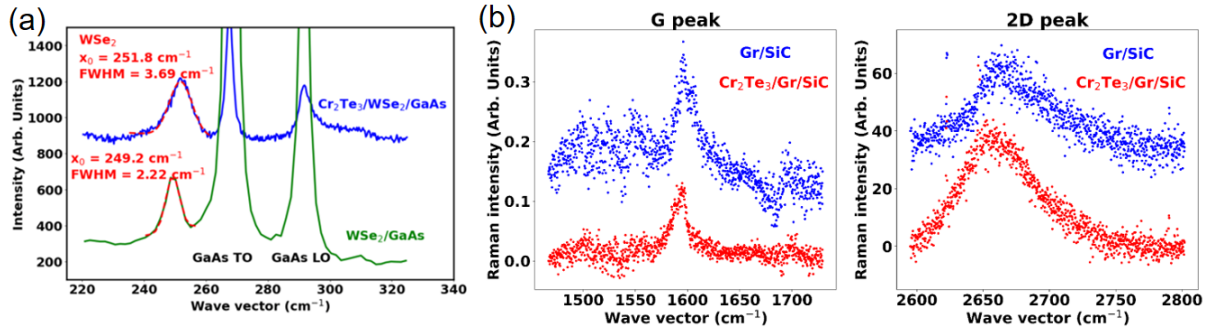 (a)
1400
1200
1000
800
600
400
200
220
240
260
280
300
320
340
Intensity (Arb. Units)
Wave vector (cm⁻¹)
WSe₂
x₀ = 251.8 cm⁻¹
FWHM = 3.69 cm⁻¹
Cr₂Te₃/WSe₂/GaAs
x₀ = 249.2 cm⁻¹
FWHM = 2.22 cm⁻¹
WSe₂/GaAs
GaAs TO
GaAs LO
(b)
G peak
Raman intensity (Arb. Units)
0.3
0.2
0.1
0.0
1500
1600
1700
Wave vector (cm⁻¹)
Gr/SiC
Cr₂Te₃/Gr/SiC
2D peak
Raman intensity (Arb. Units)
60
40
20
0
2600
2650
2700
2750
2800
Wave vector (cm⁻¹)
Gr/SiC
Cr₂Te₃/Gr/SiC